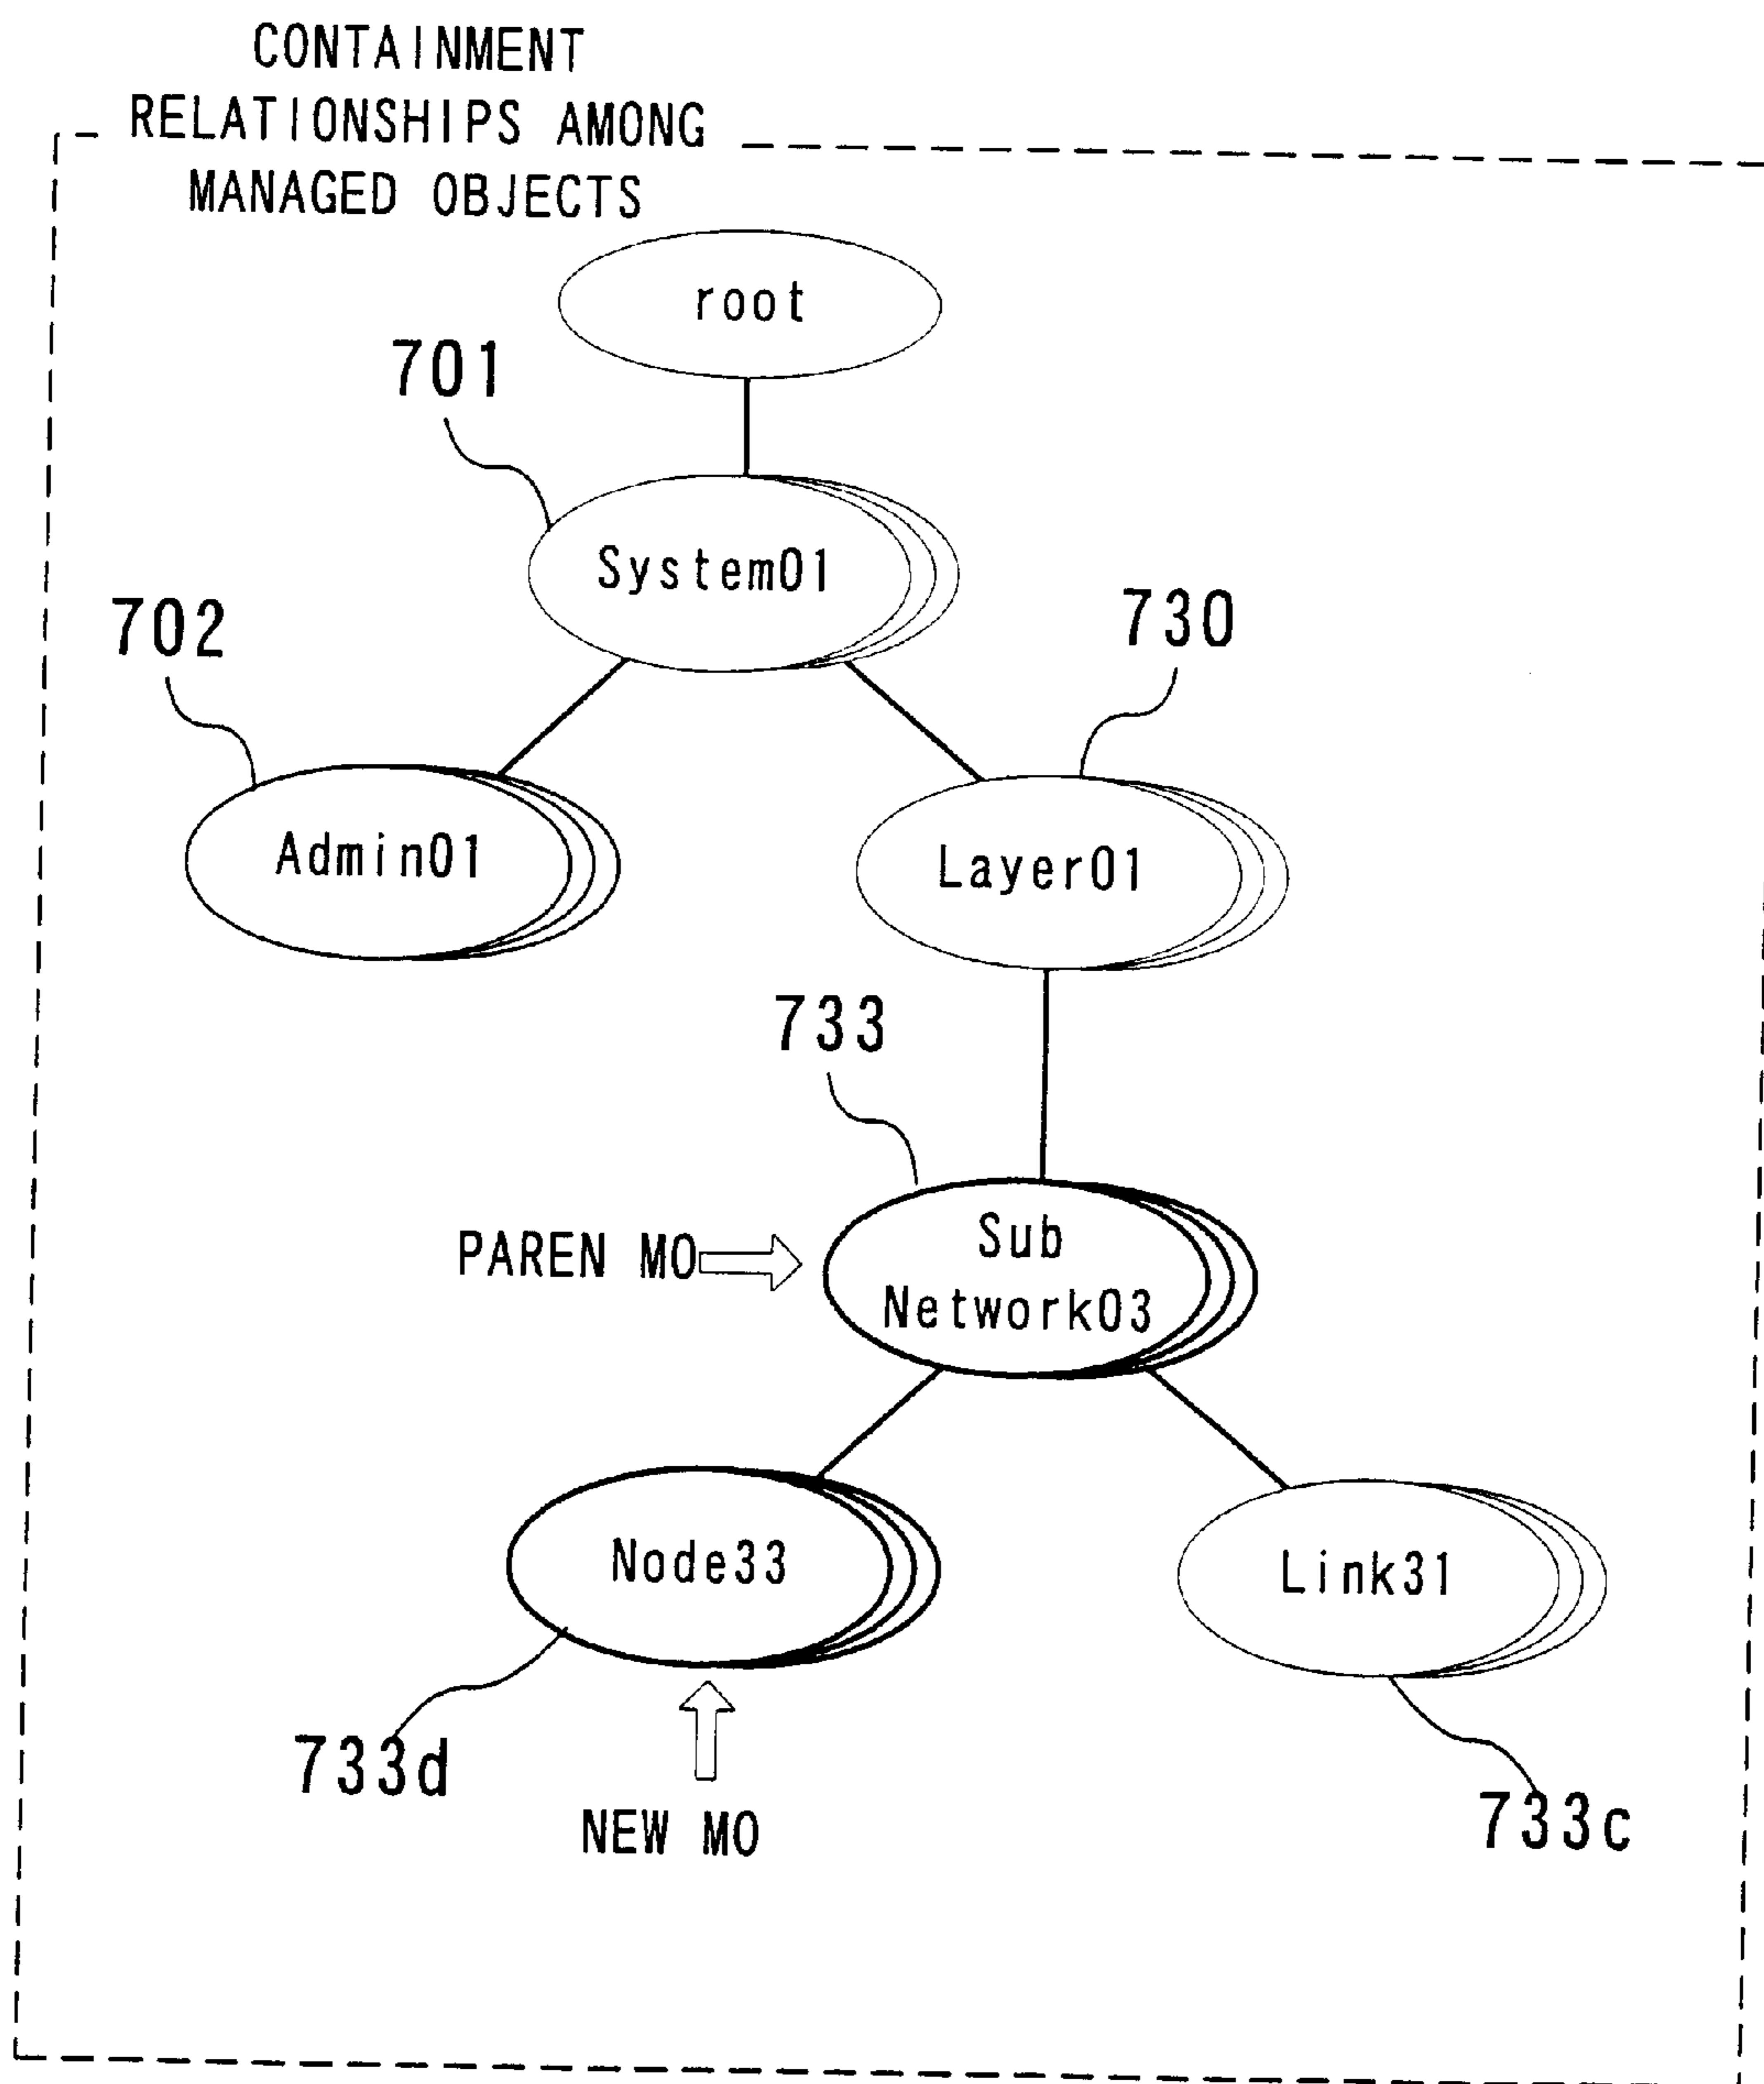 CONTAINMENT
RELATIONSHIPS AMONG
MANAGED OBJECTS
root
701
System01
702
730
Admin01
Layer01
733
PAREN MO
Sub
Network03
Node33
Link31
733d
NEW MO
733c